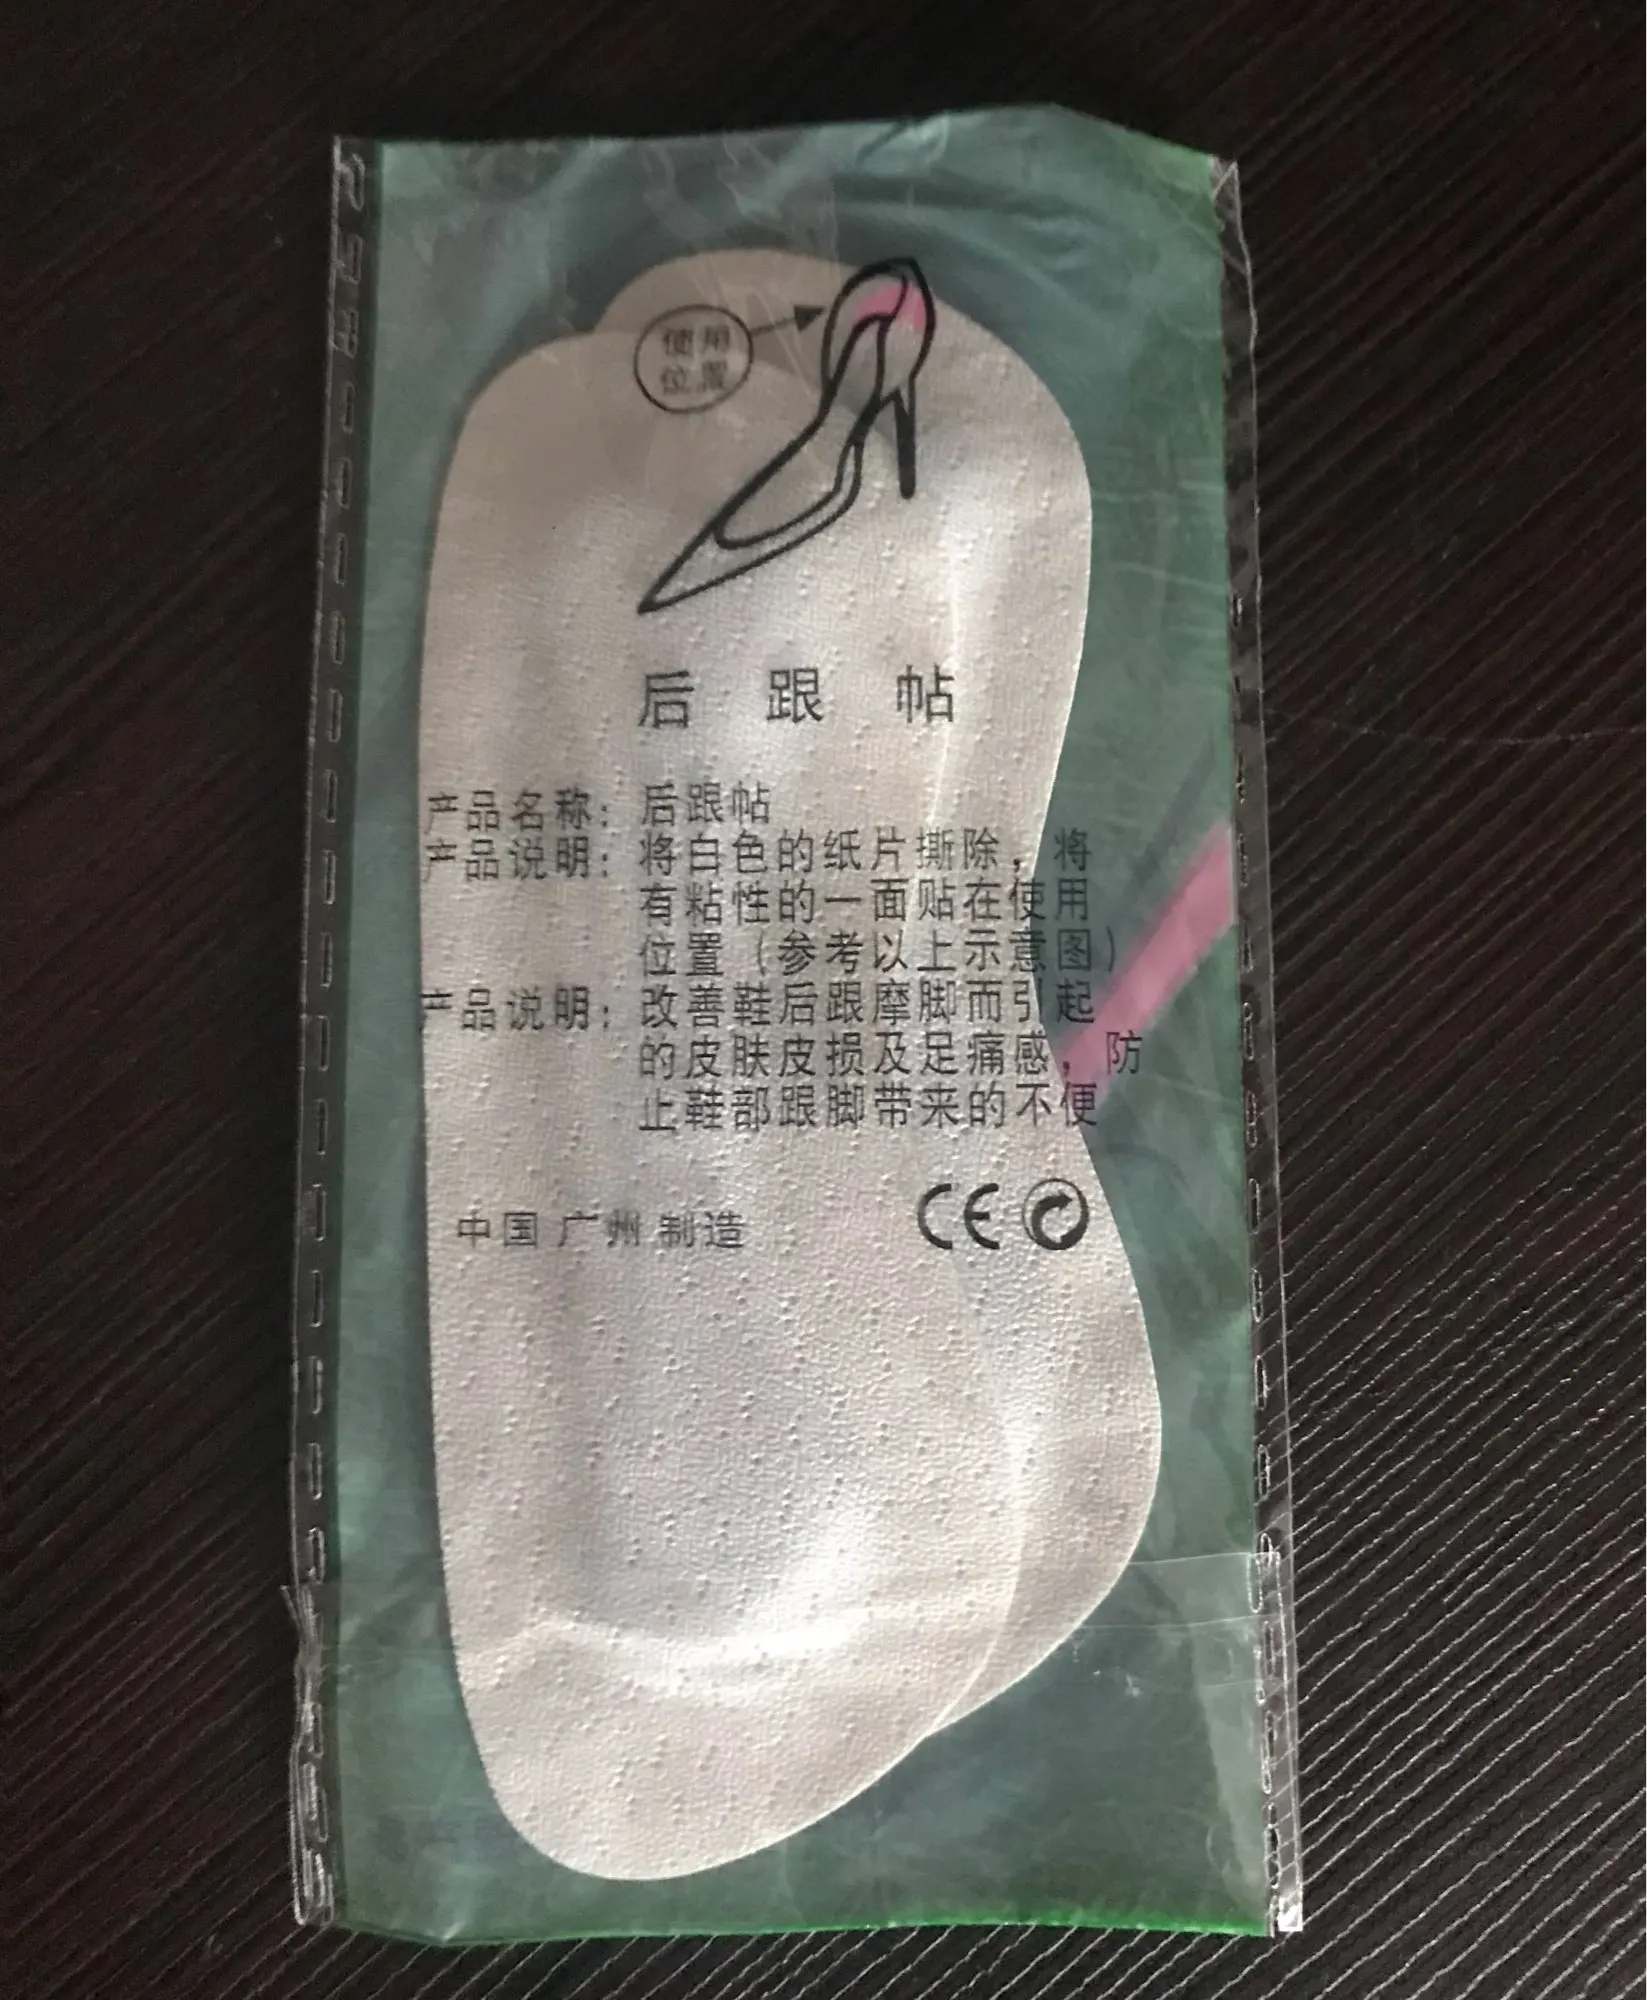 使用
位置
后跟帖
产品名称：后跟帖
产品说明：将白色的纸片撕除，将
有粘性的一面贴在使用
位置（参考以上示意图）
产品说明：改善鞋后跟摩脚而引起
的皮肤皮损及足痛感，防
止鞋部跟脚带来的不便
中国 广州 制造
CE